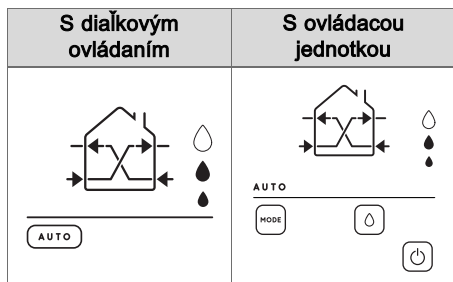 S diaľkovým
ovládaním
S ovládacou
jednotkou
AUTO
AUTO
MODE